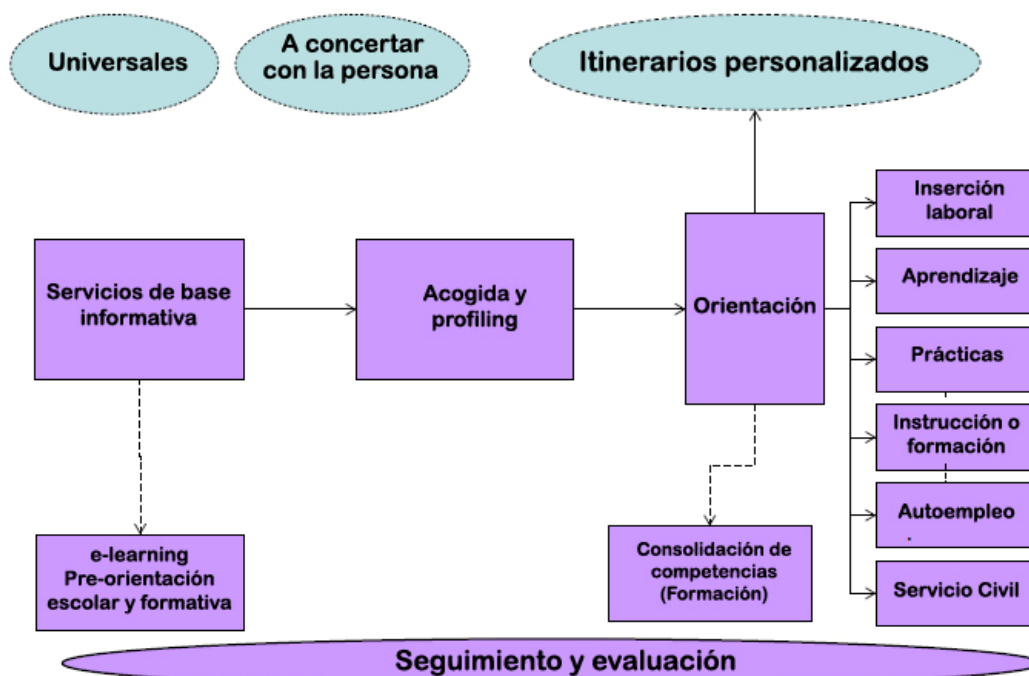 Universales
A concertar
con la persona
Itinerarios personalizados
Servicios de base
informativa
Acogida y
profiling
Orientación
Inserción
laboral
Aprendizaje
Prácticas
Instrucción o
formación
Autoempleo
.
Servicio Civil
e-learning
Pre-orientación
escolar y formativa
Consolidación de
competencias
(Formación)
Seguimiento y evaluación